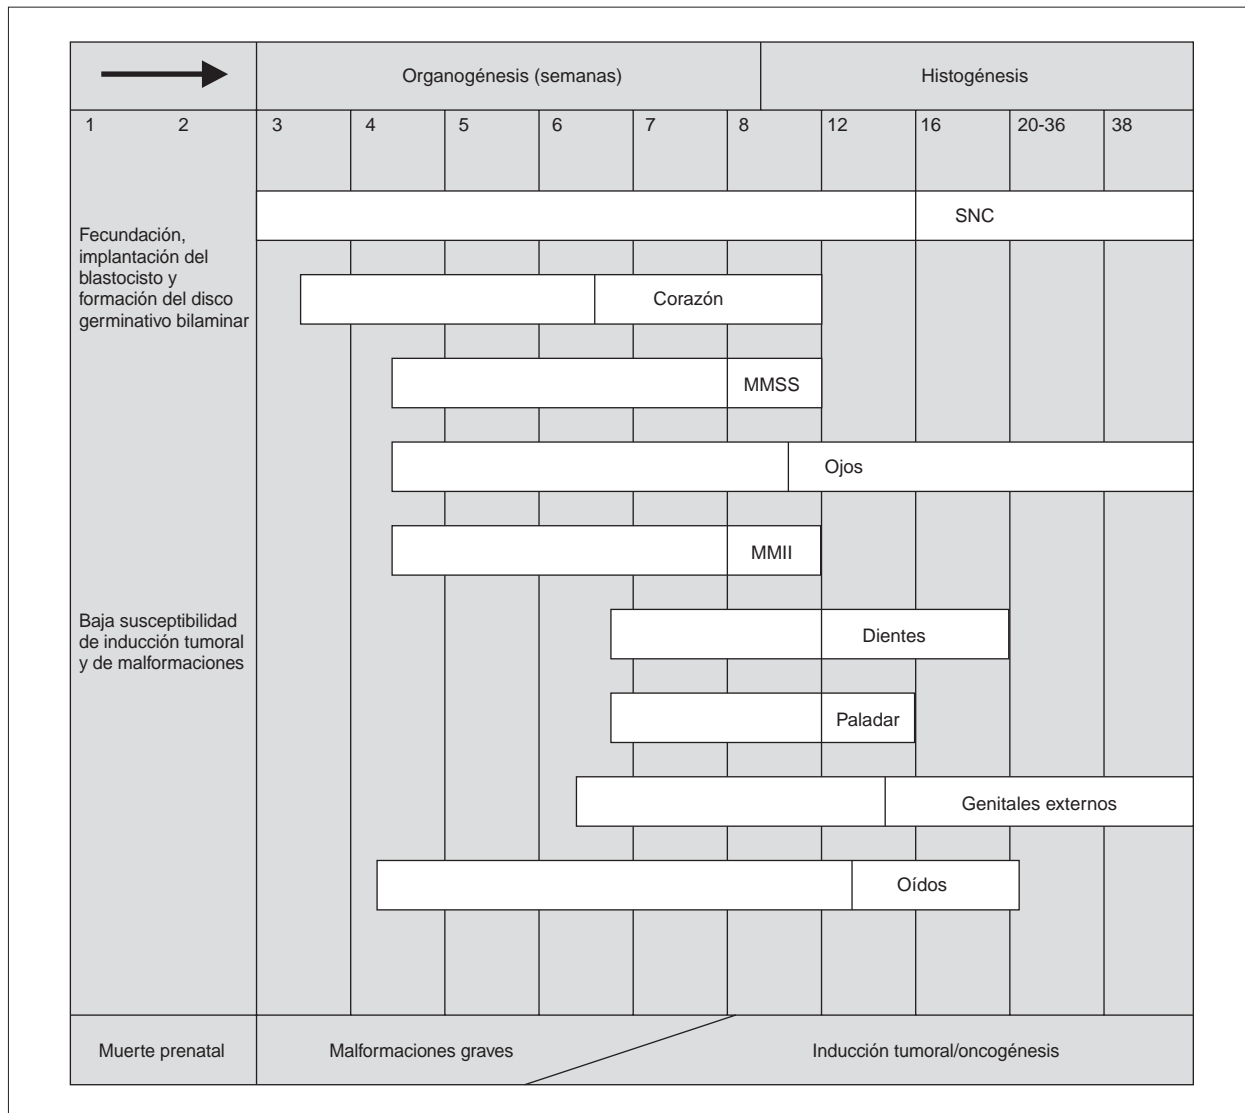 Organogénesis (semanas)
Histogénesis
1 2 3 4 5 6 7 8 12 16 20-36 38
SNC
Fecundación,
implantación del
blastocisto y
formación del disco
germinativo bilaminar
Corazón
MMSS
Ojos
MMII
Baja susceptibilidad
de inducción tumoral
y de malformaciones
Dientes
Paladar
Genitales externos
Oídos
Muerte prenatal
Malformaciones graves
Inducción tumoral/oncogénesis